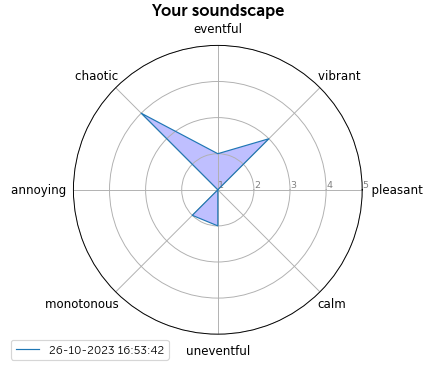 Your soundscape
eventful
chaotic
vibrant
annoying
1
2
3
4
5
pleasant
monotonous
calm
uneventful
26-10-2023 16:53:42